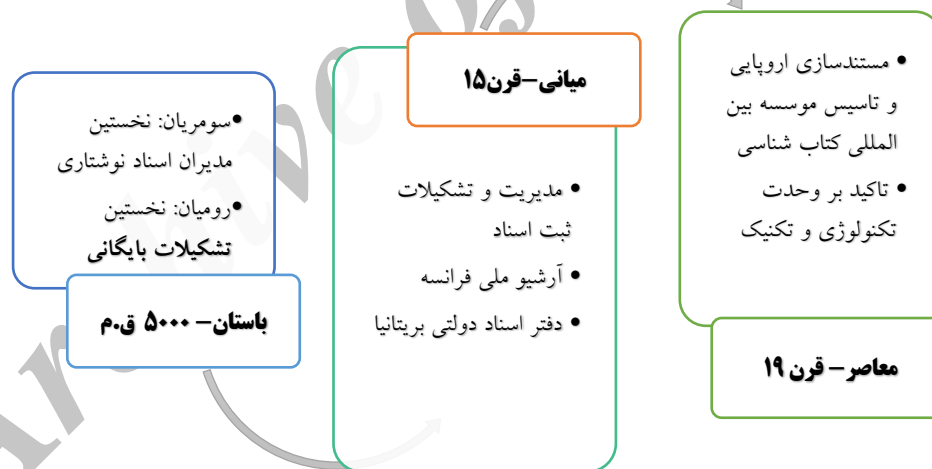 •سومریان: نخستین
مدیران اسناد نوشتاری
•رومیان: نخستین
تشکیلات بایگانی
باستان- ۵۰۰۰ ق.م
میانی-قرن۱۵
• مدیریت و تشکیلات
ثبت اسناد
• آرشیو ملی فرانسه
• دفتر اسناد دولتی بریتانیا
• مستندسازی اروپایی
و تاسیس موسسه بین
المللی کتاب شناسی
• تاکید بر وحدت
تکنولوژی و تکنیک
معاصر- قرن ۱۹